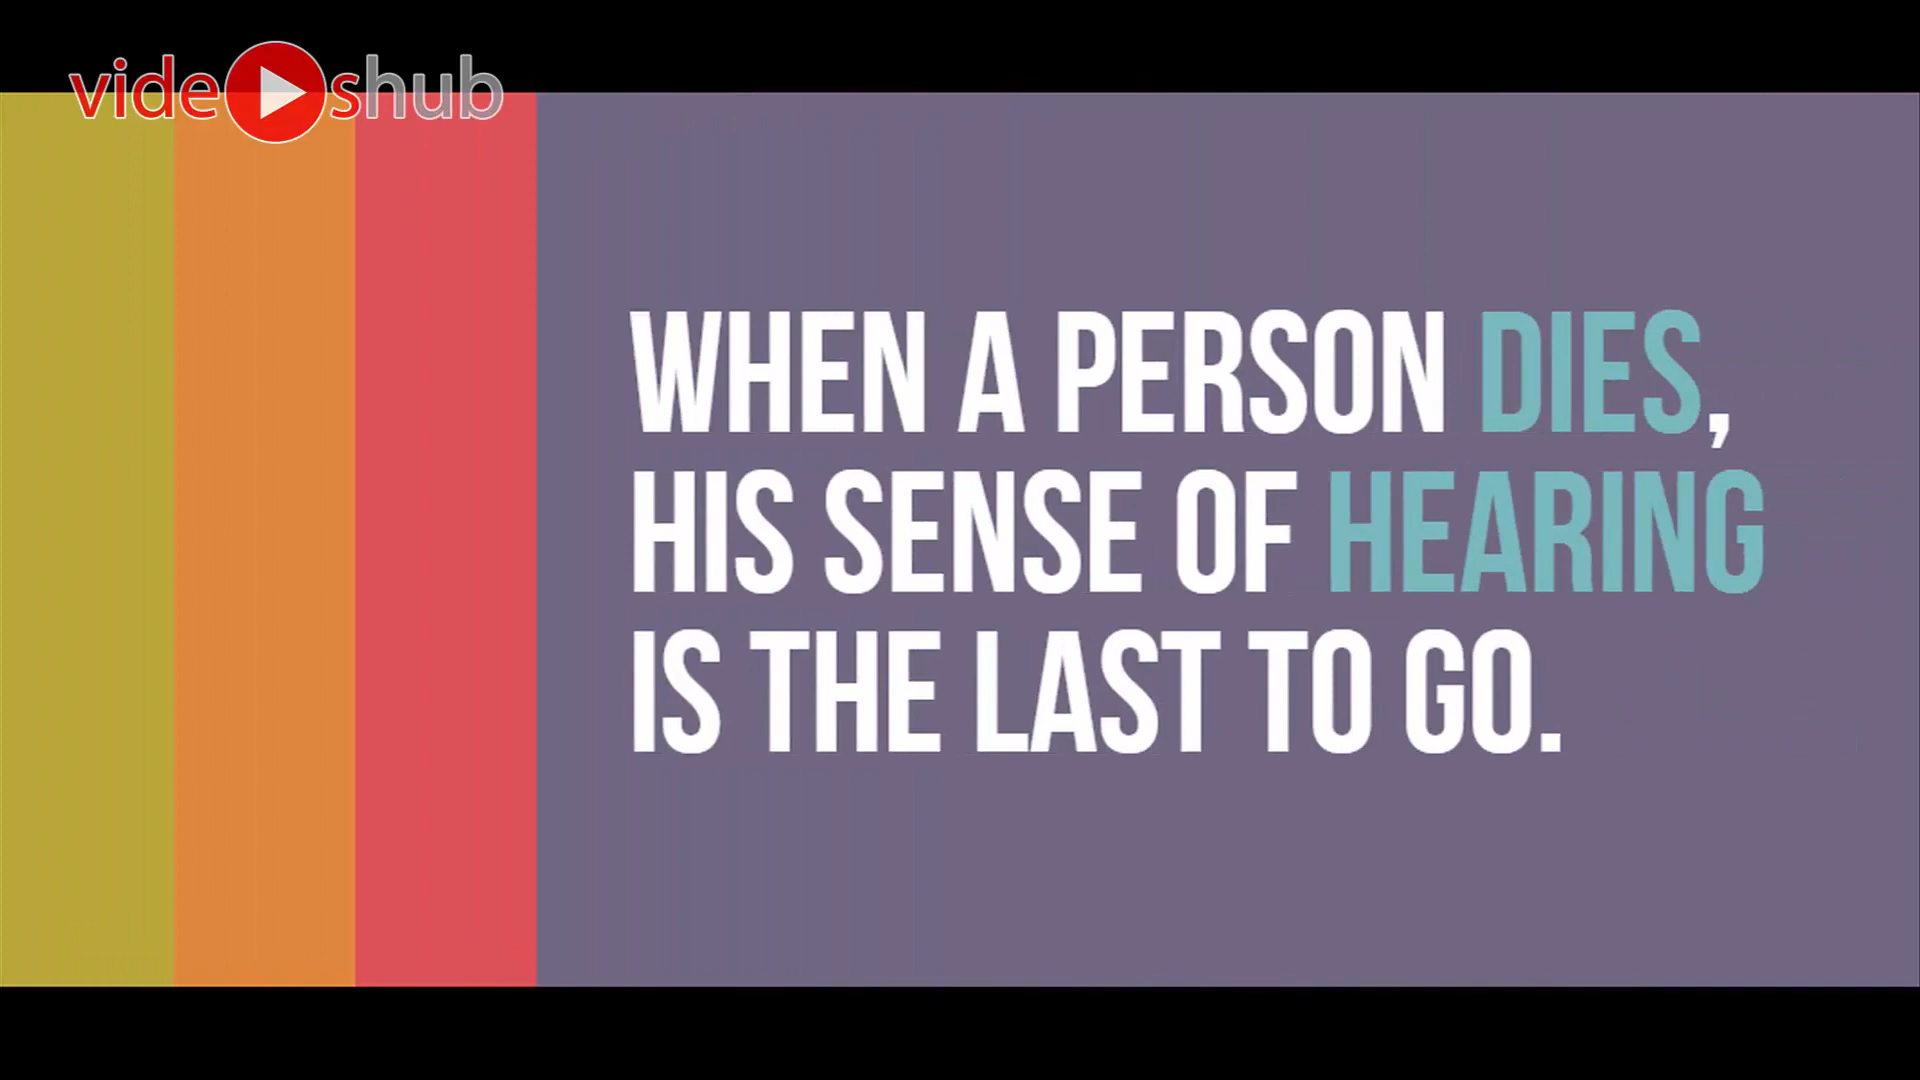 videoshub
WHEN A PERSON DIES,
HIS SENSE OF HEARING
IS THE LAST TO GO.